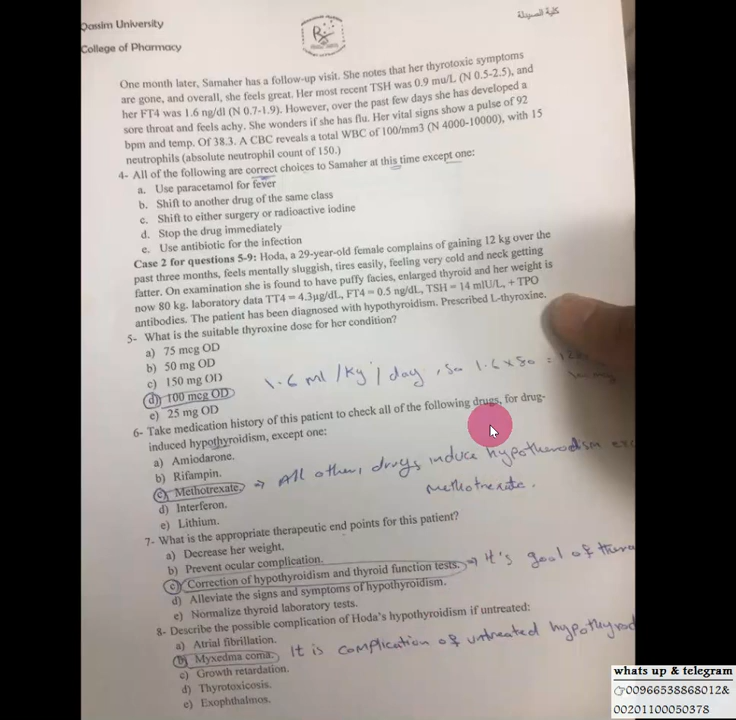 Qassim University
كلية الصيدلة
College of Pharmacy
One month later, Samaher has a follow-up visit. She notes that her thyrotoxic symptoms
are gone, and overall, she feels great. Her most recent TSH was 0.9 mu/L (N 0.5-2.5), and
her FT4 was 1.6 ng/dl (N 0.7-1.9). However, over the past few days she has developed a
sore throat and feels achy. She wonders if she has flu. Her vital signs show a pulse of 92
bpm and temp. Of 38.3. A CBC reveals a total WBC of 100/mm3 (N 4000-10000), with 15
neutrophils (absolute neutrophil count of 150.)
4- All of the following are correct choices to Samaher at this time except one:
a. Use paracetamol for fever
b. Shift to another drug of the same class
c. Shift to either surgery or radioactive iodine
d. Stop the drug immediately
e. Use antibiotic for the infection
Case 2 for questions 5-9: Hoda, a 29-year-old female complains of gaining 12 kg over the
past three months, feels mentally sluggish, tires easily, feeling very cold and neck getting
fatter. On examination she is found to have puffy facies, enlarged thyroid and her weight is
now 80 kg. laboratory data TT4 = 4.3µg/dL, FT4 = 0.5 ng/dL, TSH = 14 mIU/L, + TPO
antibodies. The patient has been diagnosed with hypothyroidism. Prescribed L-thyroxine.
5- What is the suitable thyroxine dose for her condition?
a) 75 mcg OD
b) 50 mg OD
c) 150 mg OD
d) 100 mcg OD
e) 25 mg OD
1.6 ml /kg / day , so 1.6 x 80 =
6- Take medication history of this patient to check all of the following drugs, for drug-
induced hypothyroidism, except one:
a) Amiodarone.
b) Rifampin.
c) Methotrexate. ⇒ All other drugs induce hypotherodism
methotrexate.
d) Interferon.
e) Lithium.
7- What is the appropriate therapeutic end points for this patient?
a) Decrease her weight.
b) Prevent ocular complication.
c) Correction of hypothyroidism and thyroid function tests. ⇒ It's goal of thera
d) Alleviate the signs and symptoms of hypothyroidism.
e) Normalize thyroid laboratory tests.
8- Describe the possible complication of Hoda's hypothyroidism if untreated:
a) Atrial fibrillation.
b) Myxedma coma. It is complication of untreated hypothyrod
c) Growth retardation.
d) Thyrotoxicosis.
e) Exophthalmos.
whats up & telegram
00966538868012&
00201100050378